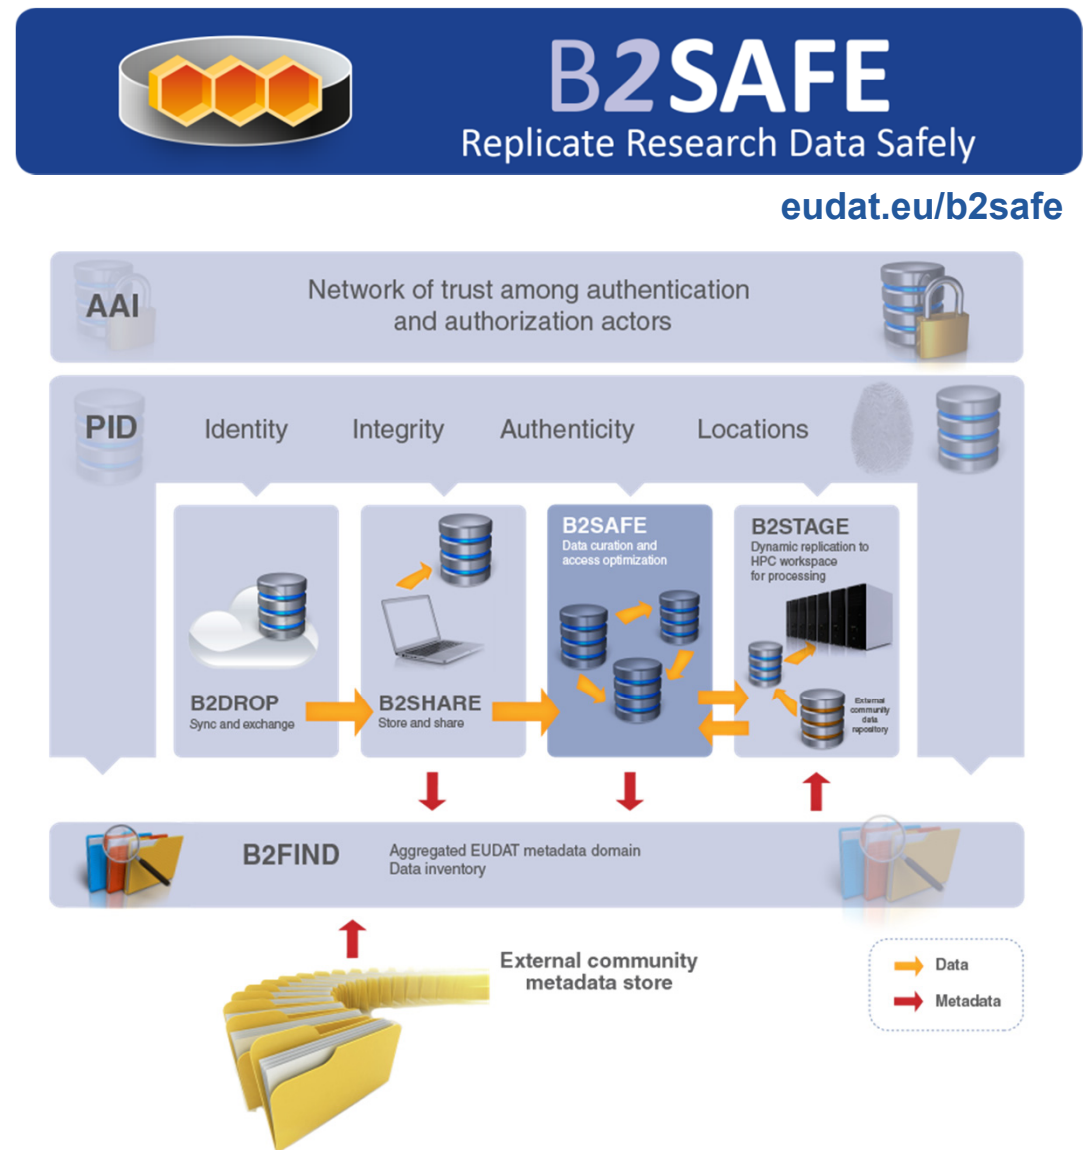 B2SAFE
Replicate Research Data Safely
eudat.eu/b2safe
AAI
Network of trust among authentication
and authorization actors
PID
Identity
Integrity
Authenticity
Locations
B2DROP
Sync and exchange
B2SHARE
Store and share
B2SAFE
Data curation and
access optimization
B2STAGE
Dynamic replication to
HPC workspace
for processing
External
community
data
repository
B2FIND
Aggregated EUDAT metadata domain
Data inventory
External community
metadata store
Data
Metadata